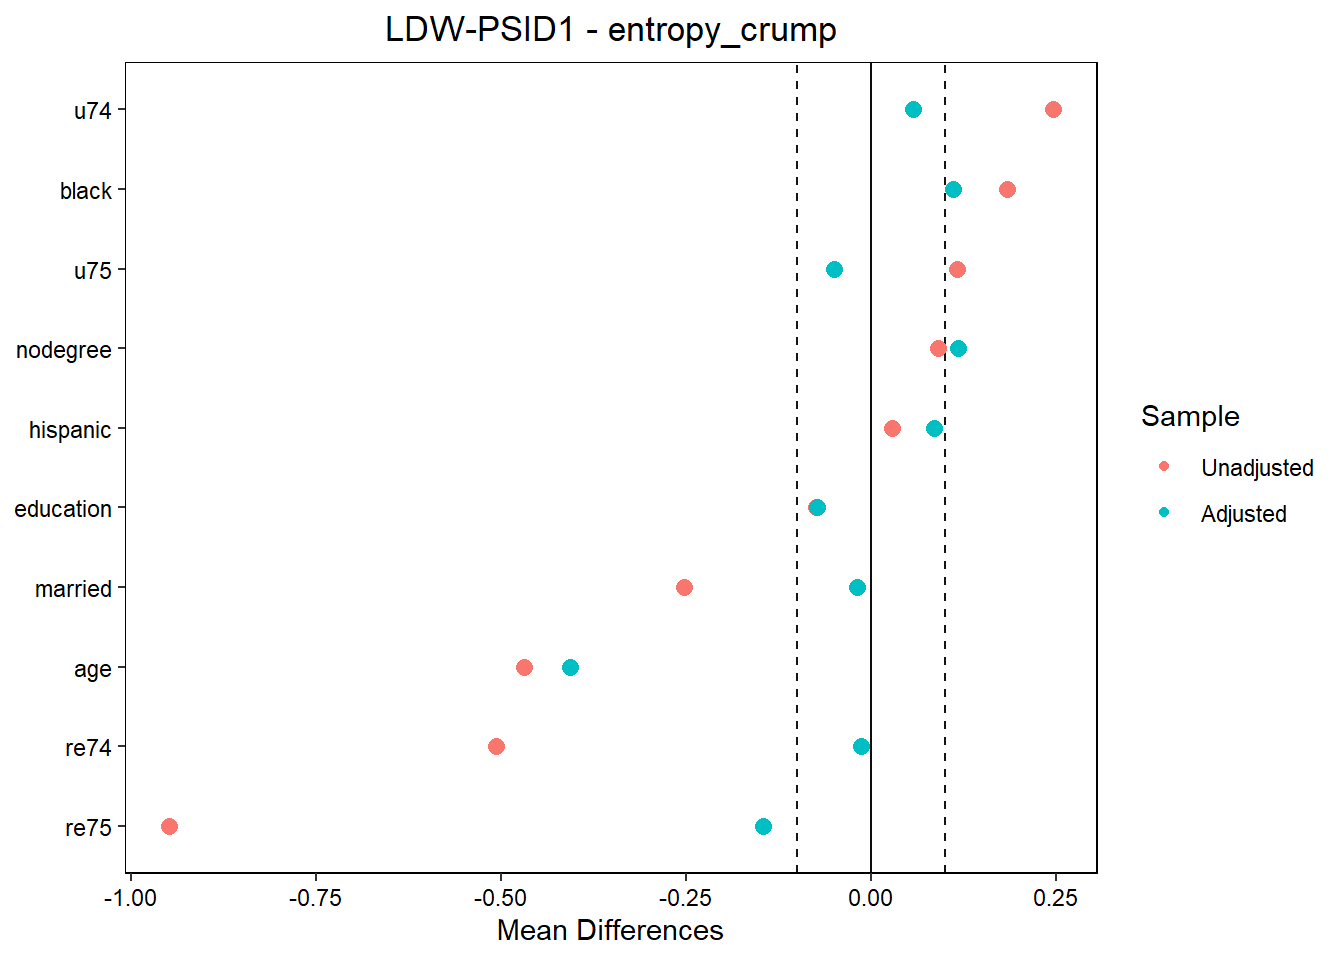 LDW-PSID1 - entropy_crump
u74
black
u75
nodegree
hispanic
education
married
age
re74
re75
-1.00 -0.75 -0.50 -0.25 0.00 0.25
Mean Differences
Sample
Unadjusted
Adjusted